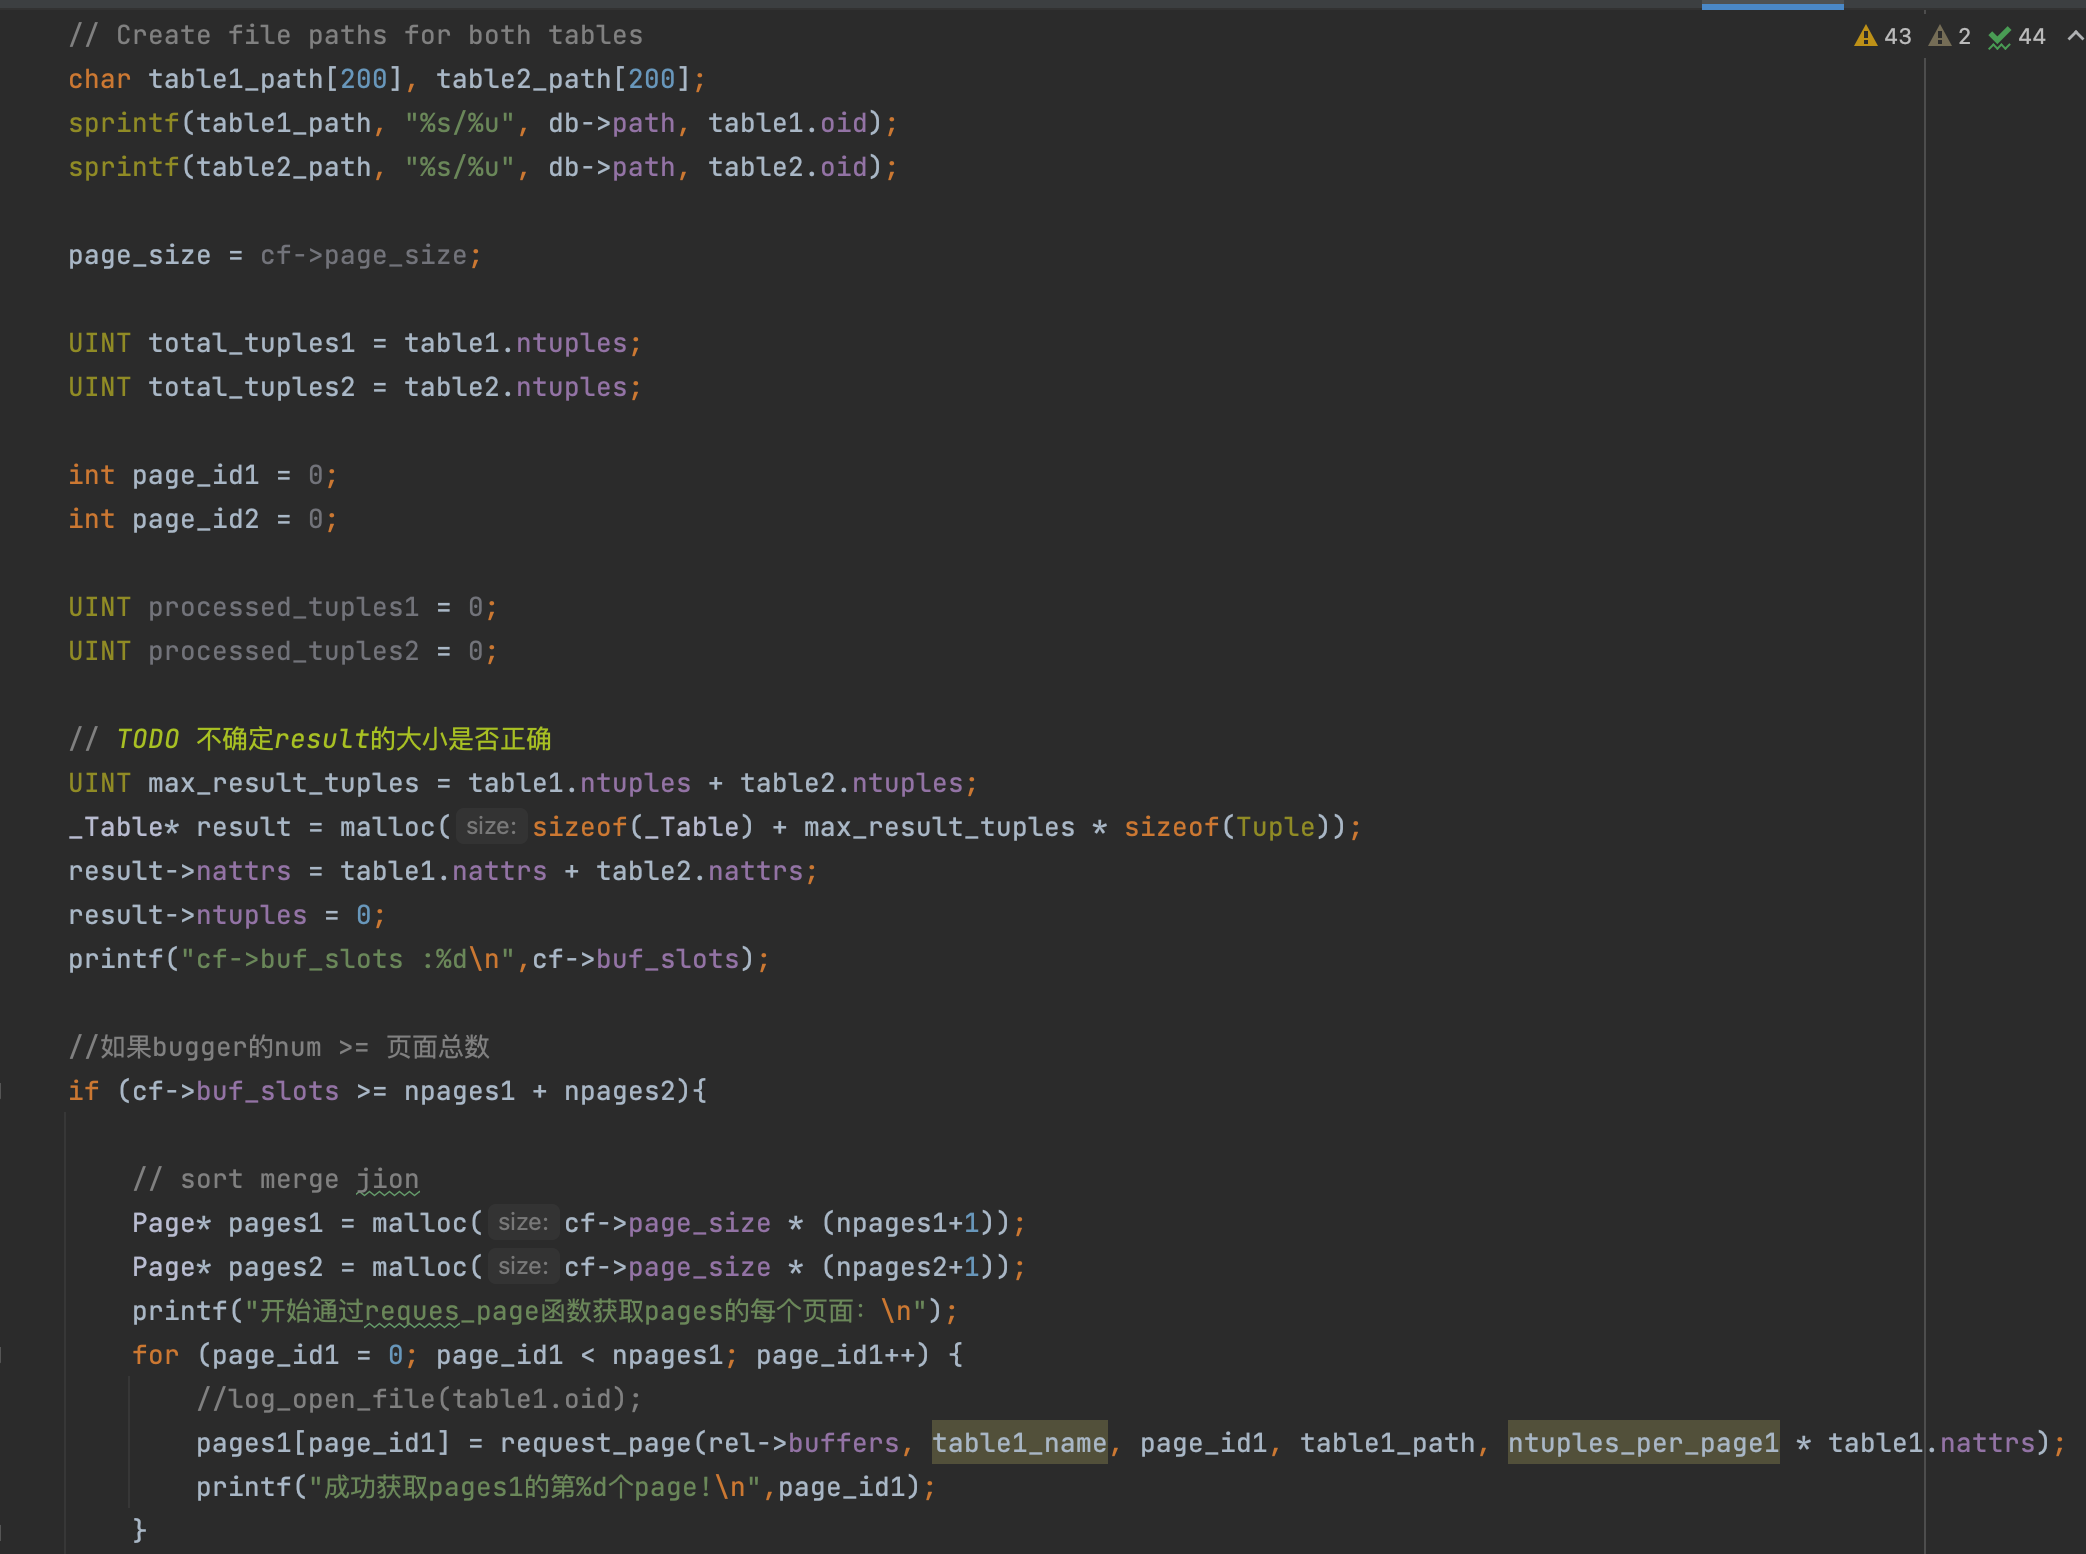 // Create file paths for both tables
43 2 44
char table1_path[200], table2_path[200];
sprintf(table1_path, "%s/%u", db->path, table1.oid);
sprintf(table2_path, "%s/%u", db->path, table2.oid);
page_size = cf->page_size;
UINT total_tuples1 = table1.ntuples;
UINT total_tuples2 = table2.ntuples;
int page_id1 = 0;
int page_id2 = 0;
UINT processed_tuples1 = 0;
UINT processed_tuples2 = 0;
// TODO 不确定result的大小是否正确
UINT max_result_tuples = table1.ntuples + table2.ntuples;
_Table* result = malloc( size: sizeof(_Table) + max_result_tuples * sizeof(Tuple));
result->nattrs = table1.nattrs + table2.nattrs;
result->ntuples = 0;
printf("cf->buf_slots :%d\n",cf->buf_slots);
//如果bugger的num >= 页面总数
if (cf->buf_slots >= npages1 + npages2){
// sort merge jion
Page* pages1 = malloc( size: cf->page_size * (npages1+1));
Page* pages2 = malloc( size: cf->page_size * (npages2+1));
printf("开始通过reques_page函数获取pages的每个页面：\n");
for (page_id1 = 0; page_id1 < npages1; page_id1++) {
//log_open_file(table1.oid);
pages1[page_id1] = request_page(rel->buffers, table1_name, page_id1, table1_path, ntuples_per_page1 * table1.nattrs);
printf("成功获取pages1的第%d个page!\n",page_id1);
}